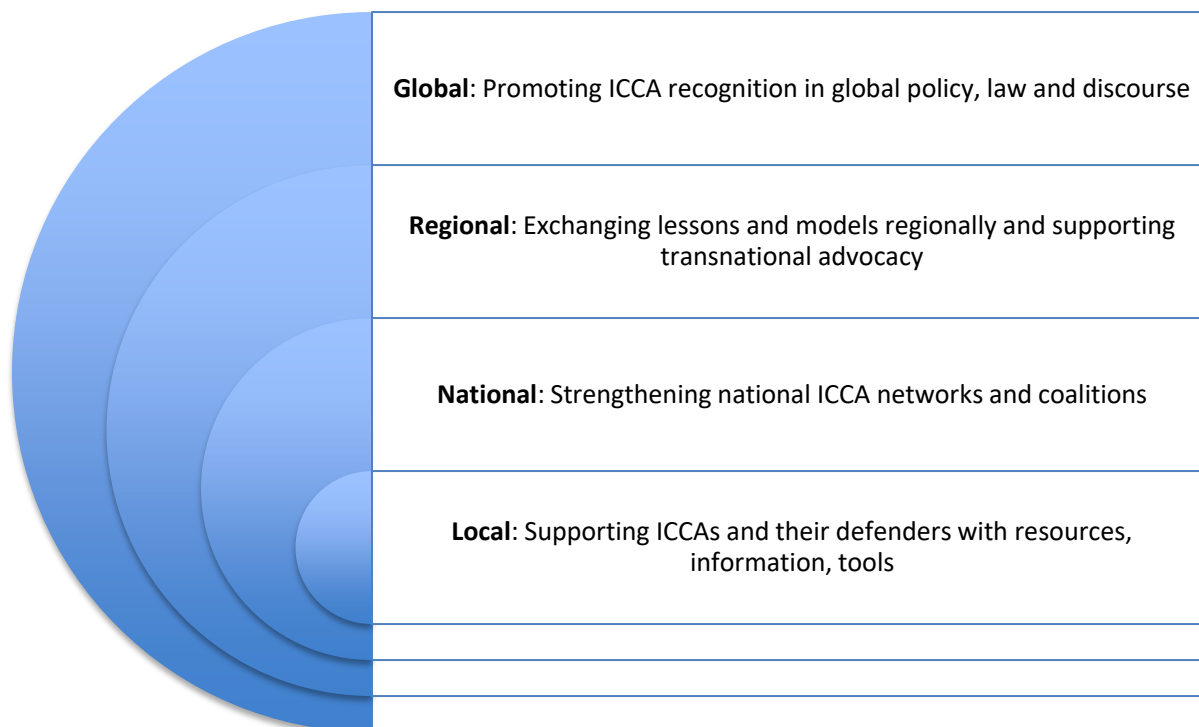 Global: Promoting ICCA recognition in global policy, law and discourse
Regional: Exchanging lessons and models regionally and supporting
transnational advocacy
National: Strengthening national ICCA networks and coalitions
Local: Supporting ICCAs and their defenders with resources,
information, tools